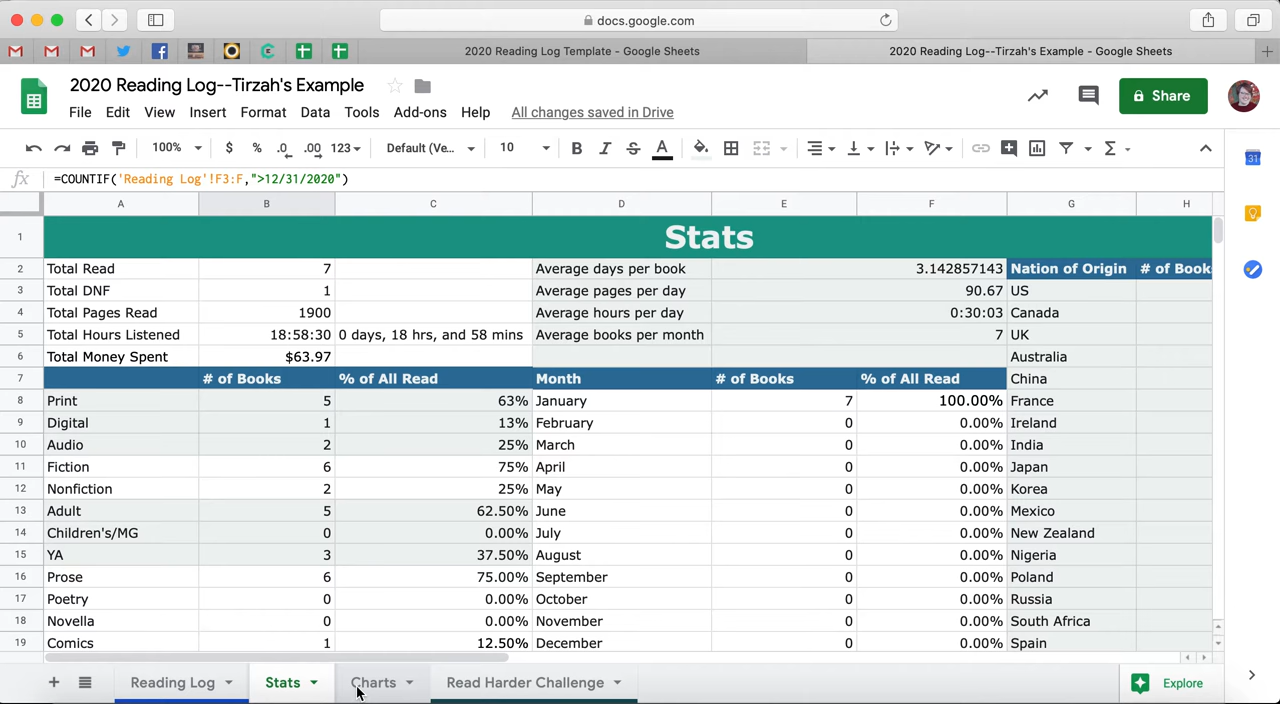 docs.google.com
2020 Reading Log Template - Google Sheets
2020 Reading Log--Tirzah's Example - Google Sheets
2020 Reading Log--Tirzah's Example
File Edit View Insert Format Data Tools Add-ons Help All changes saved in Drive
Share
100% $ % .0 .00 123 Default (Ve... 10 B I S A
fx =COUNTIF('Reading Log'!F3:F,">12/31/2020")
A B C D E F G H
1 Stats
2 Total Read 7 Average days per book 3.142857143 Nation of Origin # of Book
3 Total DNF 1 Average pages per day 90.67 US
4 Total Pages Read 1900 Average hours per day 0:30:03 Canada
5 Total Hours Listened 18:58:30 0 days, 18 hrs, and 58 mins Average books per month 7 UK
6 Total Money Spent $63.97 Australia
7 # of Books % of All Read Month # of Books % of All Read China
8 Print 5 63% January 7 100.00% France
9 Digital 1 13% February 0 0.00% Ireland
10 Audio 2 25% March 0 0.00% India
11 Fiction 6 75% April 0 0.00% Japan
12 Nonfiction 2 25% May 0 0.00% Korea
13 Adult 5 62.50% June 0 0.00% Mexico
14 Children's/MG 0 0.00% July 0 0.00% New Zealand
15 YA 3 37.50% August 0 0.00% Nigeria
16 Prose 6 75.00% September 0 0.00% Poland
17 Poetry 0 0.00% October 0 0.00% Russia
18 Novella 0 0.00% November 0 0.00% South Africa
19 Comics 1 12.50% December 0 0.00% Spain
Reading Log Stats Charts Read Harder Challenge Explore
31